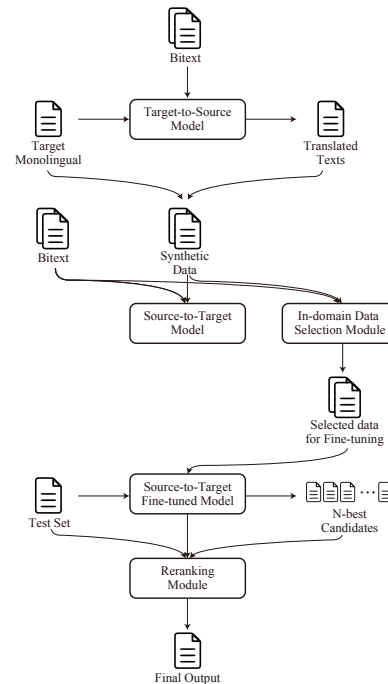 Bitext
Target-to-Source
Model
Target
Monolingual
Translated
Texts
Bitext
Synthetic
Data
Source-to-Target
Model
In-domain Data
Selection Module
Selected data
for Fine-tuning
Source-to-Target
Fine-tuned Model
Test Set
N-best
Candidates
Reranking
Module
Final Output